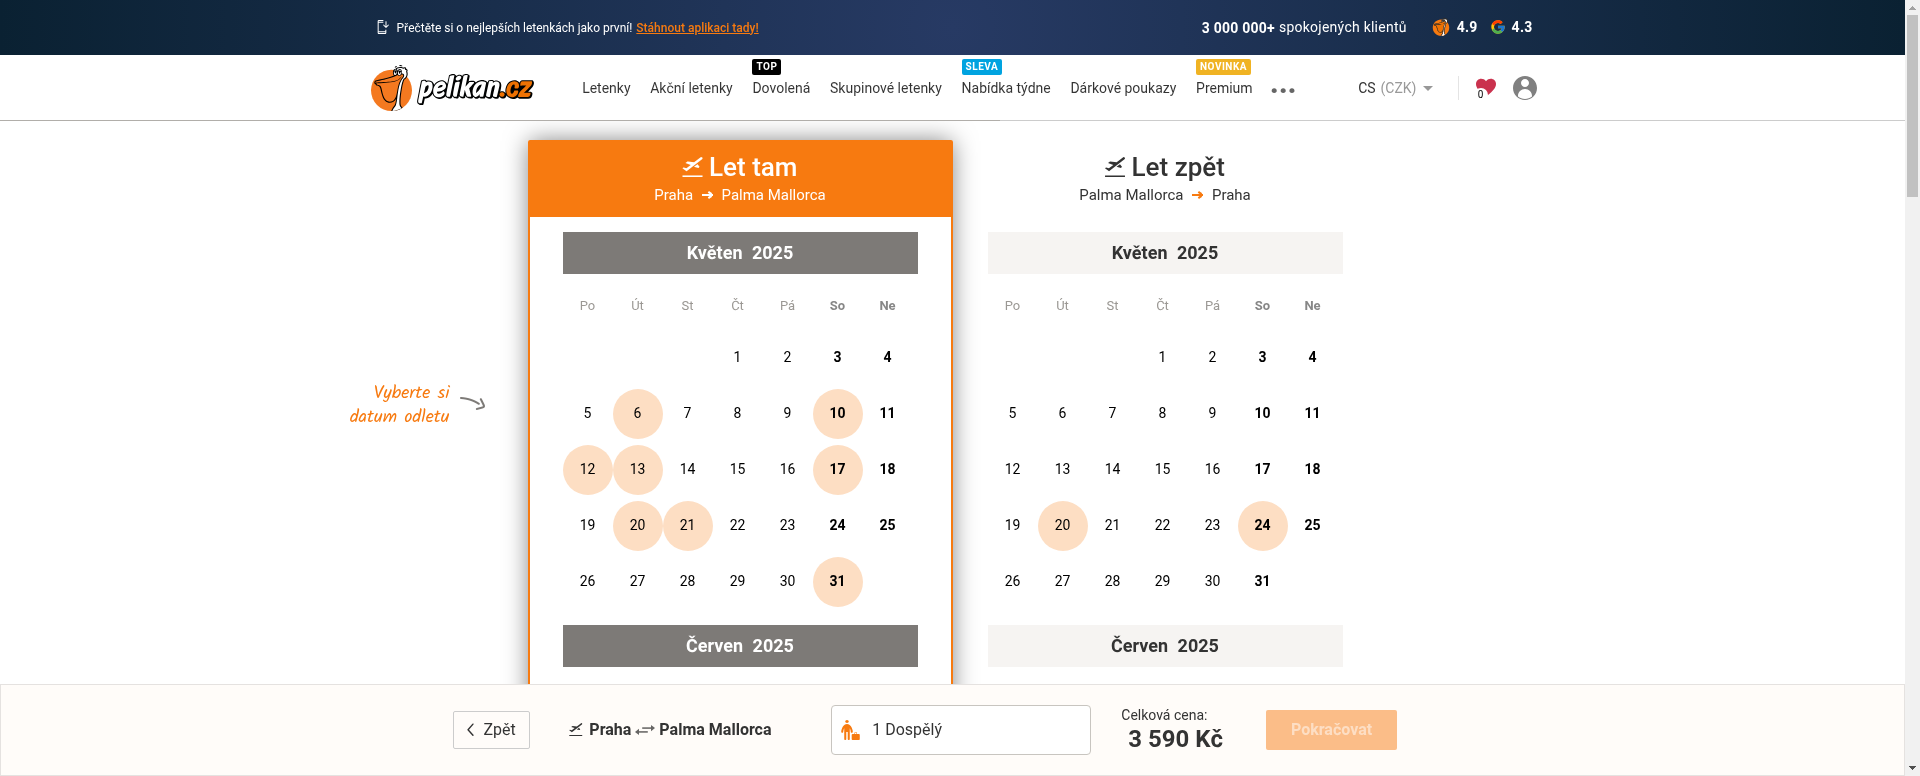 Přečtěte si o nejlepších letenkách jako první! Stáhnout aplikaci tady!
3 000 000+ spokojených klientů 4.9 4.3
pelikan.cz
Letenky
Akční letenky
TOP
Dovolená
Skupinové letenky
SLEVA
Nabídka týdne
Dárkové poukazy
NOVINKA
Premium
CS (CZK)
0
Let tam
Praha ➜ Palma Mallorca
Květen 2025
Po Út St Čt Pá So Ne
1 2 3 4
5 6 7 8 9 10 11
12 13 14 15 16 17 18
19 20 21 22 23 24 25
26 27 28 29 30 31
Červen 2025
Let zpět
Palma Mallorca ➜ Praha
Květen 2025
Po Út St Čt Pá So Ne
1 2 3 4
5 6 7 8 9 10 11
12 13 14 15 16 17 18
19 20 21 22 23 24 25
26 27 28 29 30 31
Červen 2025
Vyberte si
datum odletu
Zpět
Praha Palma Mallorca
1 Dospělý
Celková cena:
3 590 Kč
Pokračovat